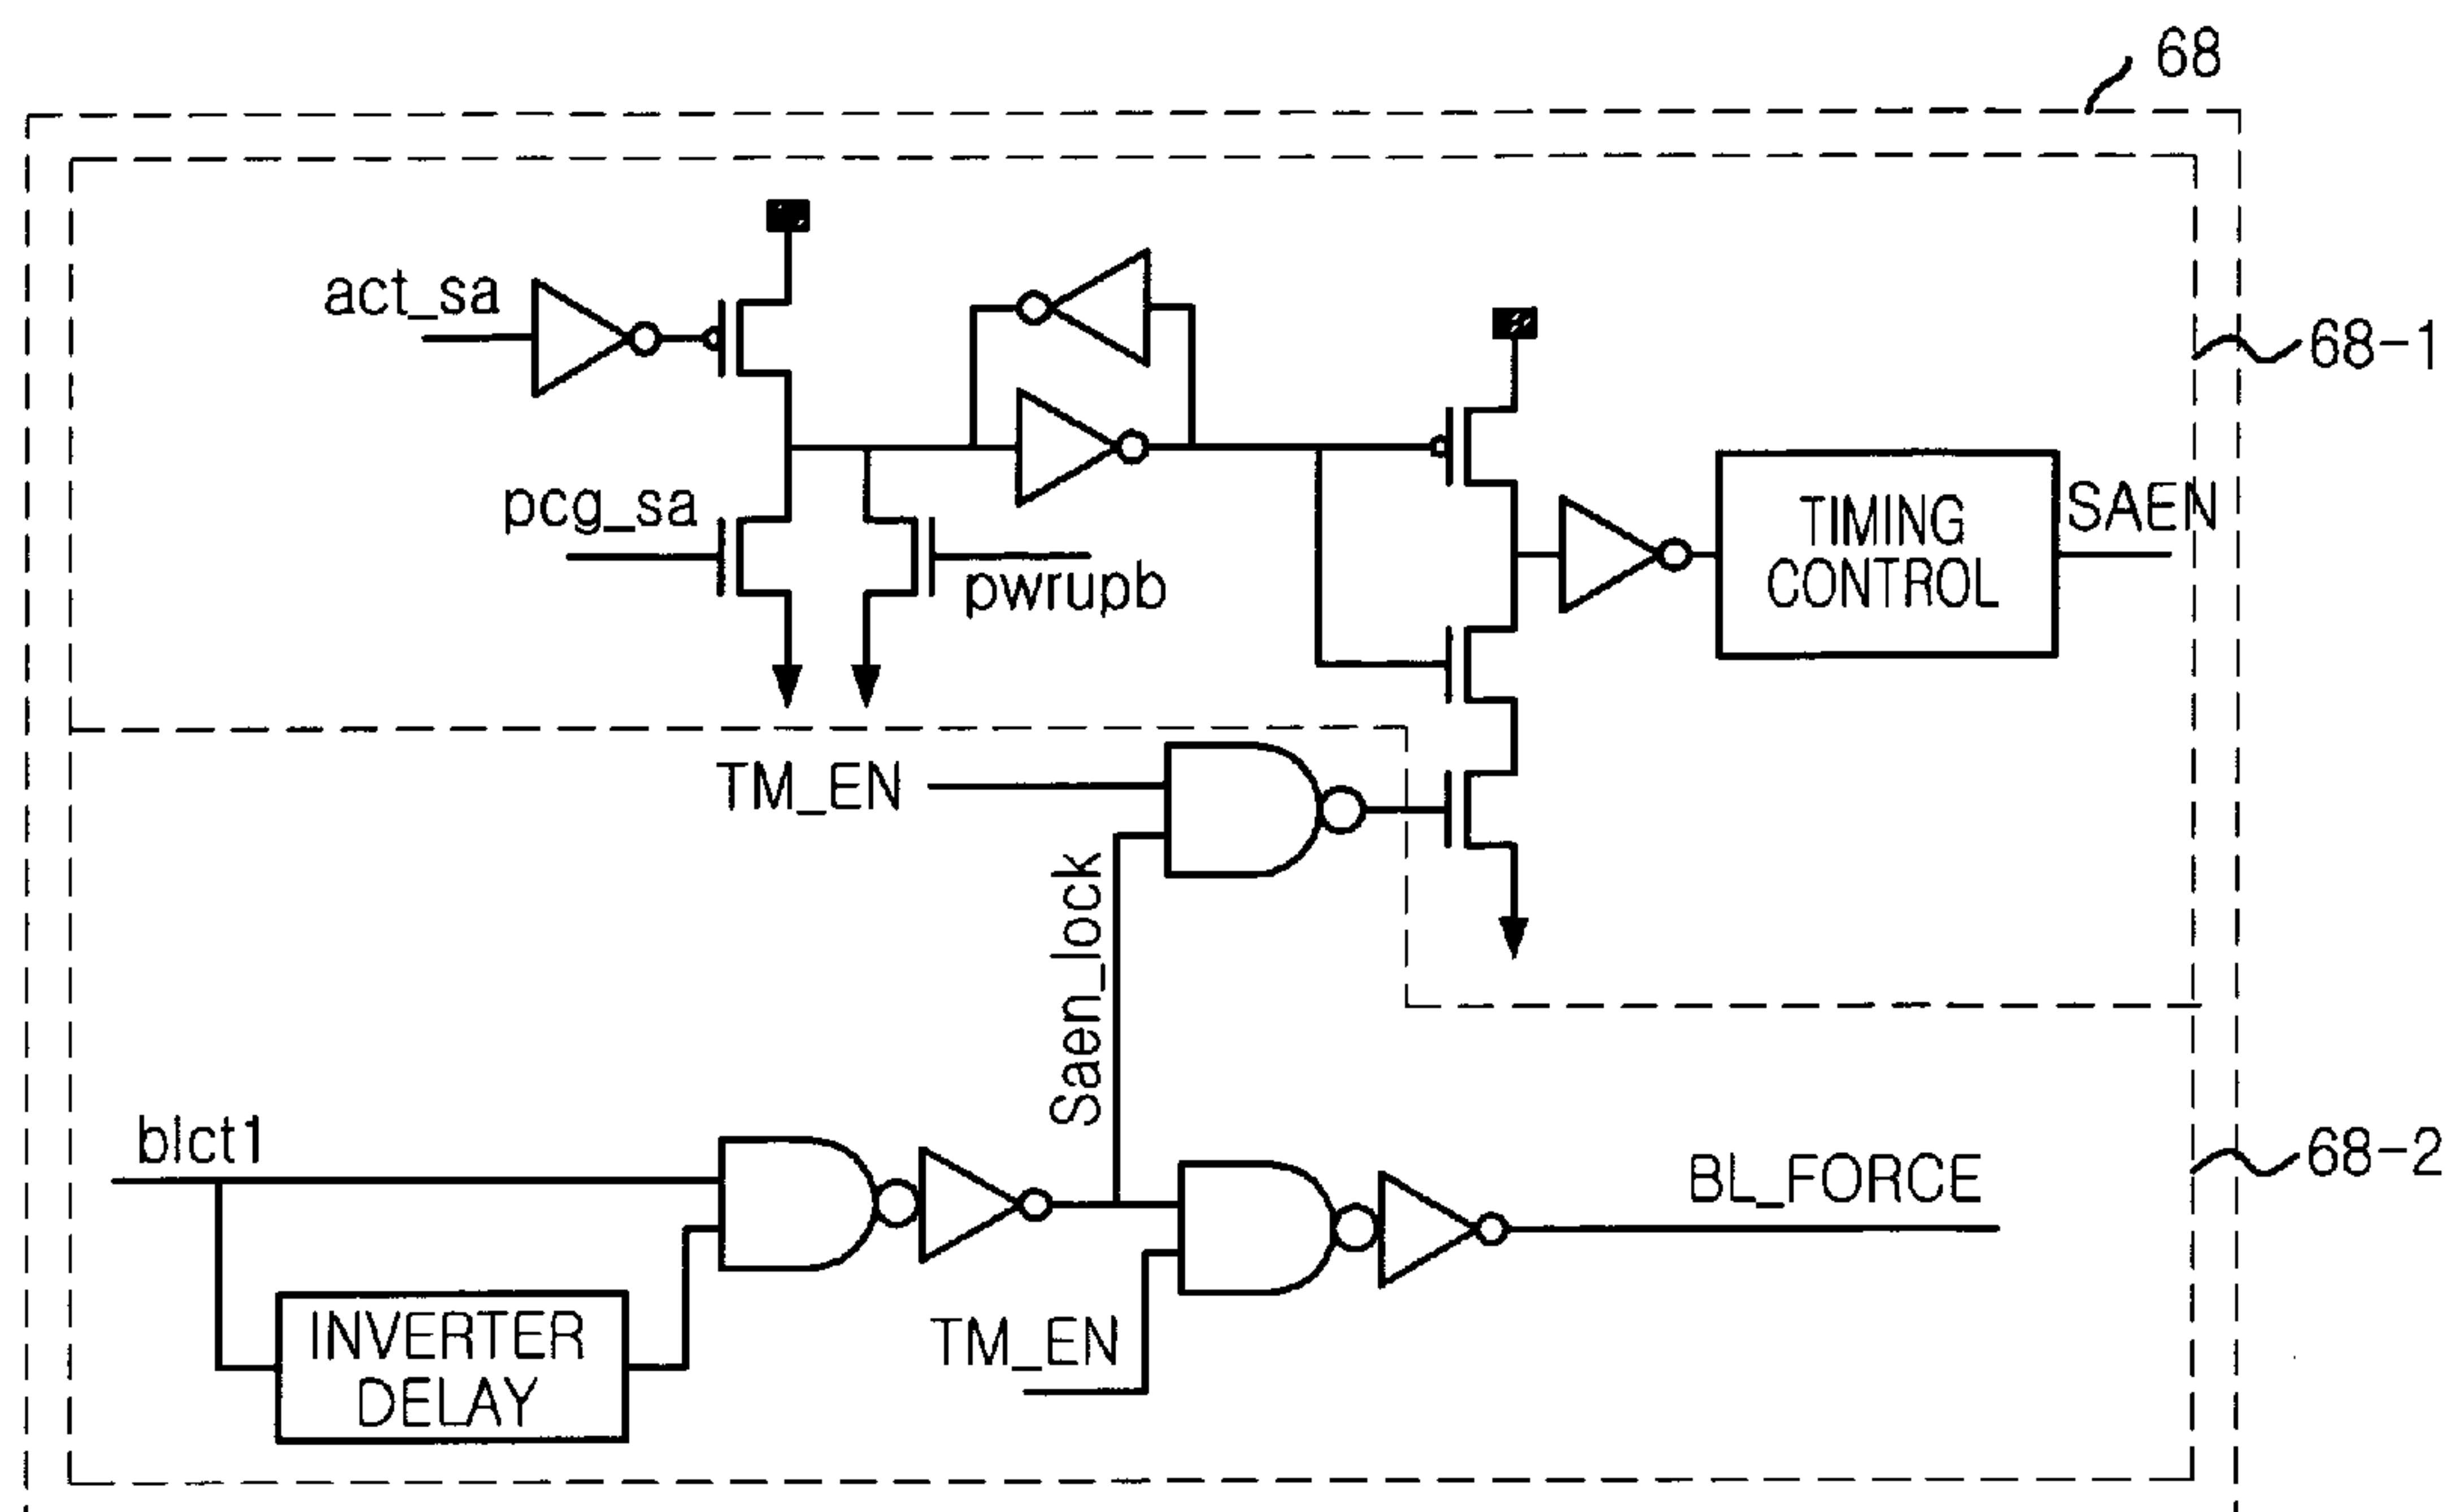 68
act_sa
68-1
pcg_sa
pwrupb
TIMING
CONTROL
SAEN
TM_EN
Saen_lock
blct1
68-2
BL_FORCE
INVERTER
DELAY
TM_EN